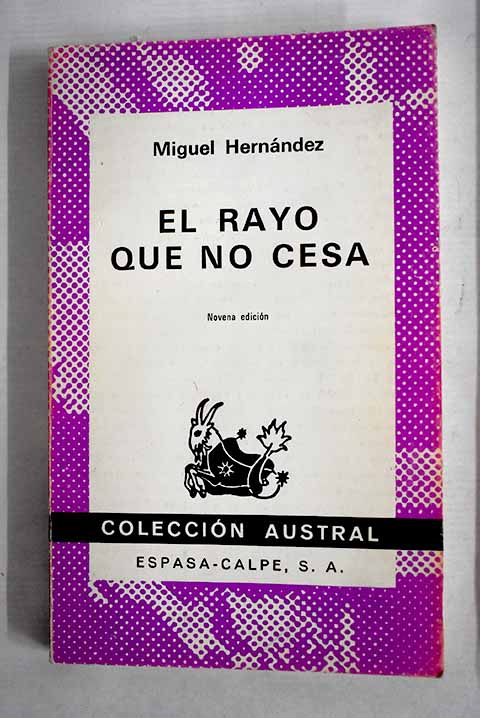 Miguel Hernández
EL RAYO
QUE NO CESA
Novena edición
COLECCIÓN AUSTRAL
ESPASA-CALPE, S. A.